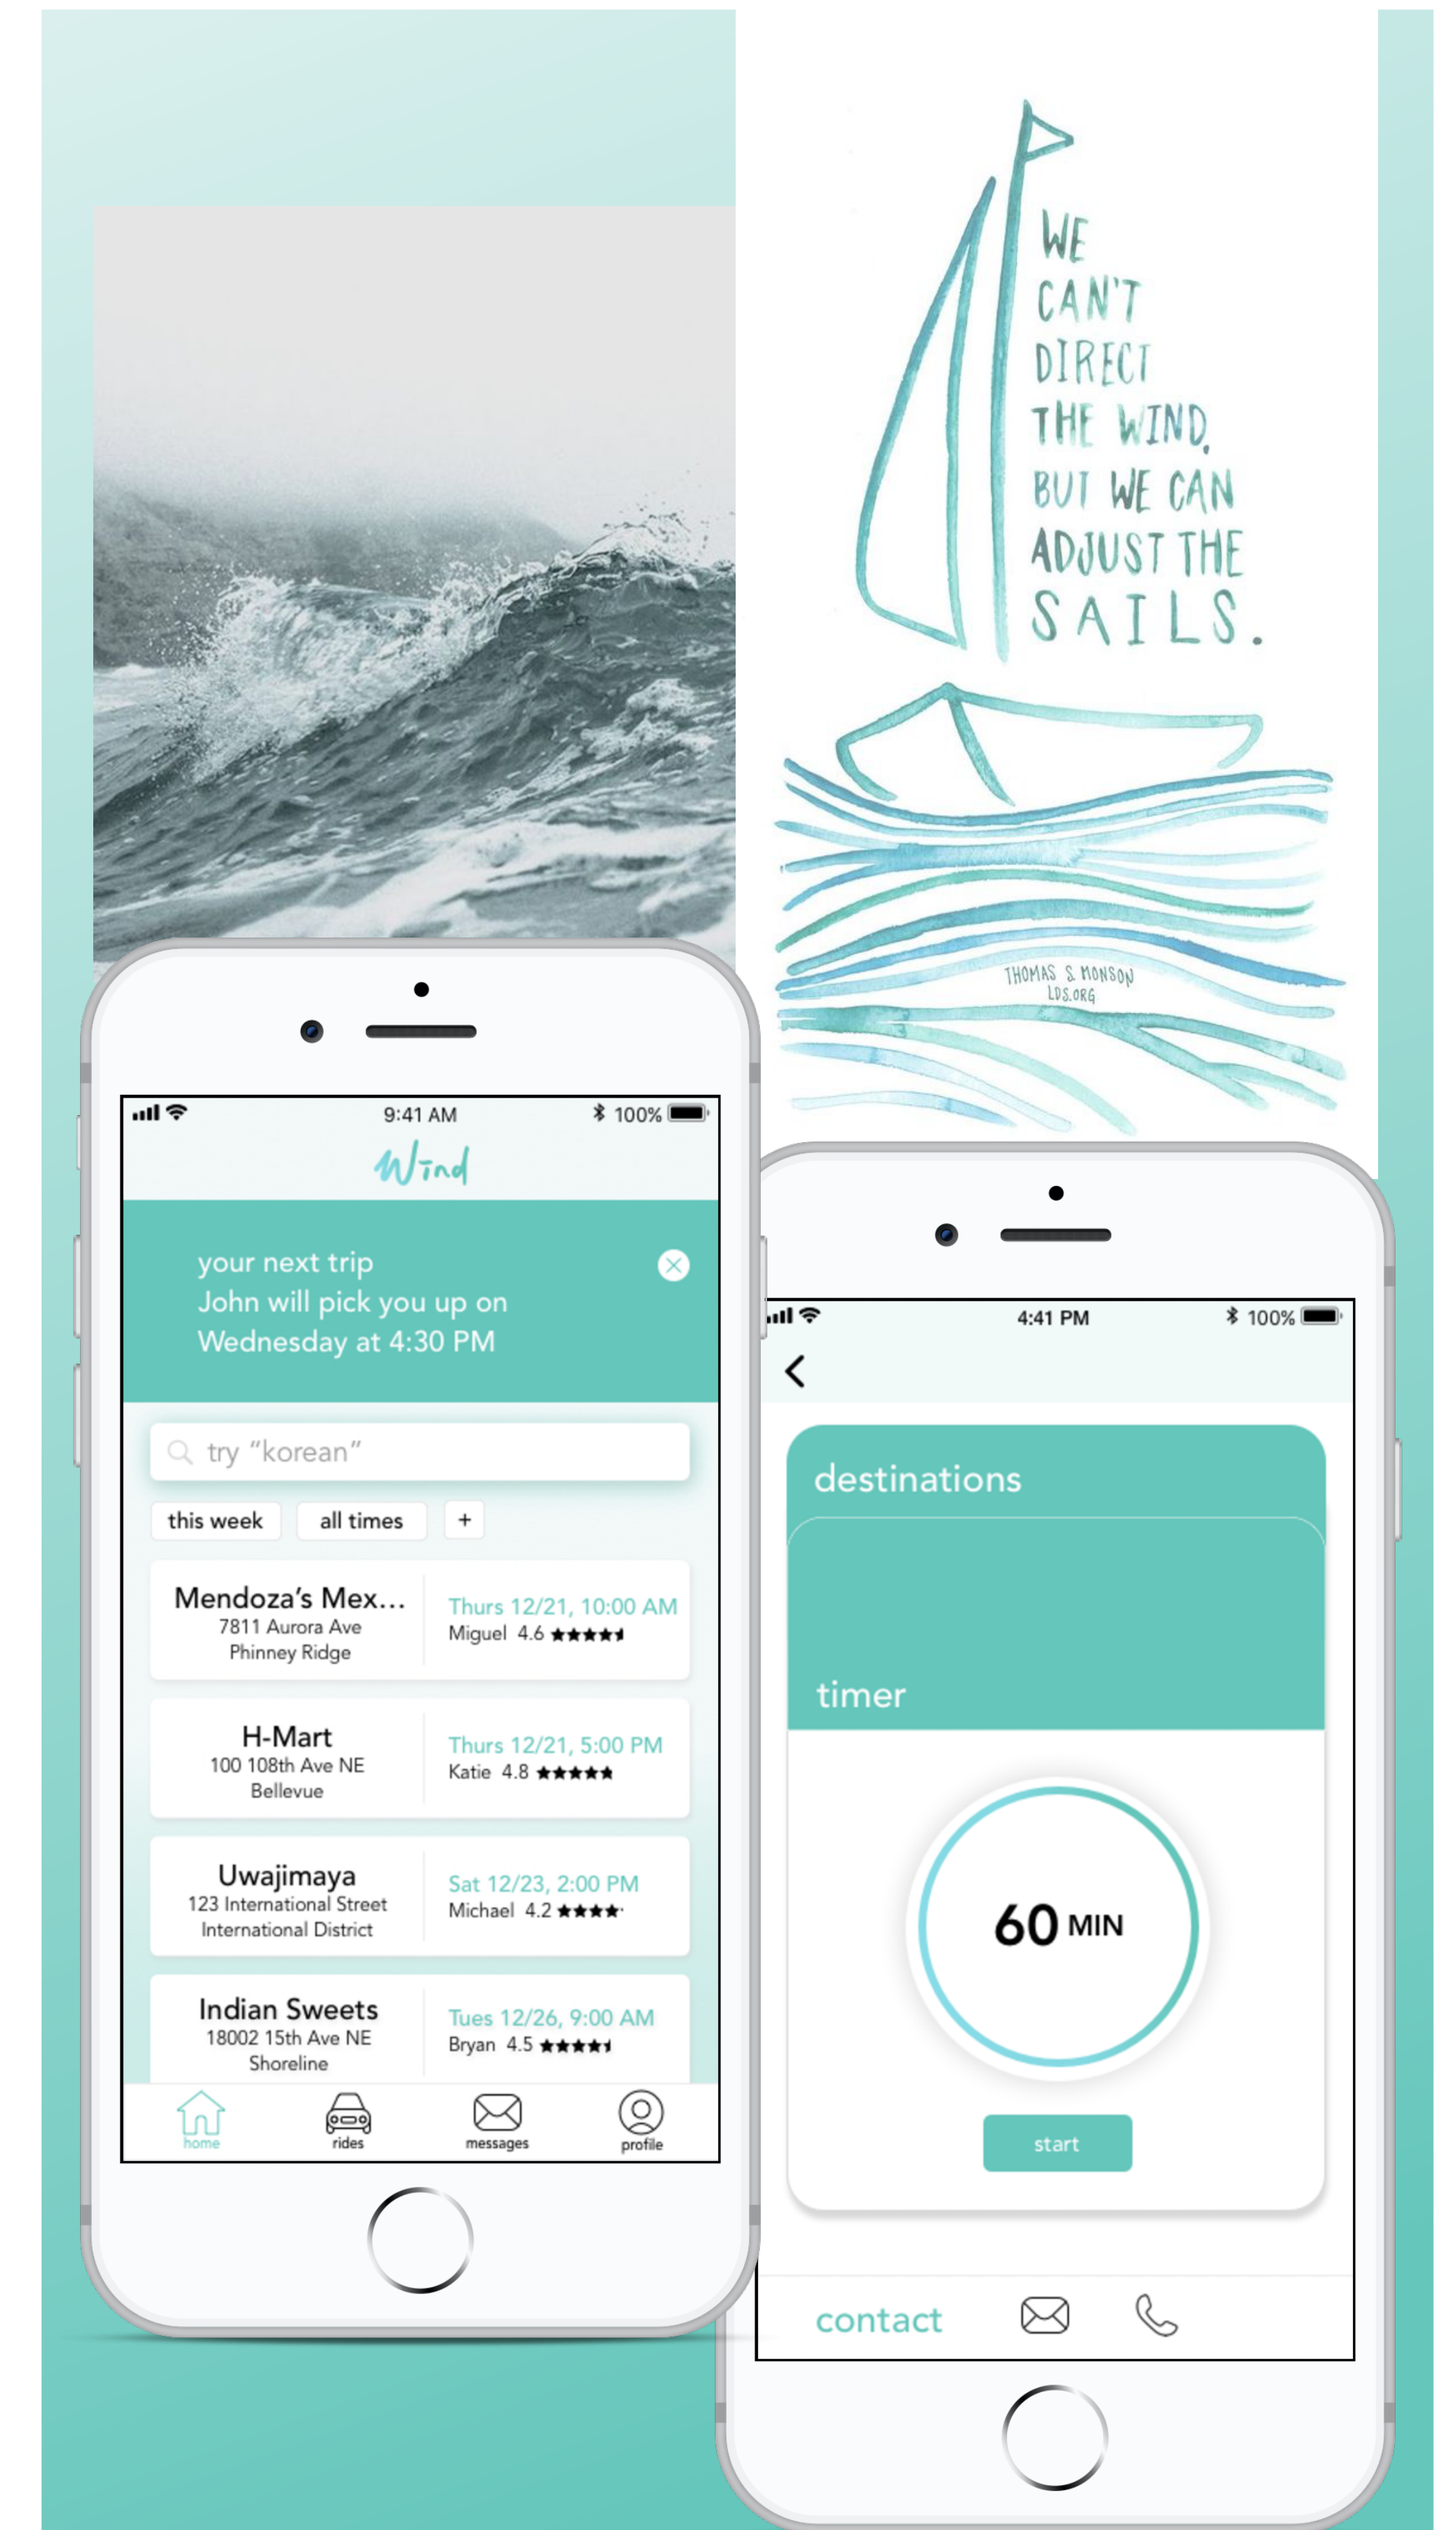 WE
CAN'T
DIRECT
THE WIND,
BUT WE CAN
ADJUST THE
SAILS.
THOMAS S. MONSON
LDS.ORG
9:41 AM
100%
Wind
your next trip
John will pick you up on
Wednesday at 4:30 PM
try “korean”
this week
all times
+
Mendoza’s Mex...
7811 Aurora Ave
Phinney Ridge
Thurs 12/21, 10:00 AM
Miguel 4.6
H-Mart
100 108th Ave NE
Bellevue
Thurs 12/21, 5:00 PM
Katie 4.8
Uwajimaya
123 International Street
International District
Sat 12/23, 2:00 PM
Michael 4.2
Indian Sweets
18002 15th Ave NE
Shoreline
Tues 12/26, 9:00 AM
Bryan 4.5
home
rides
messages
profile
4:41 PM
100%
destinations
timer
60 MIN
start
contact